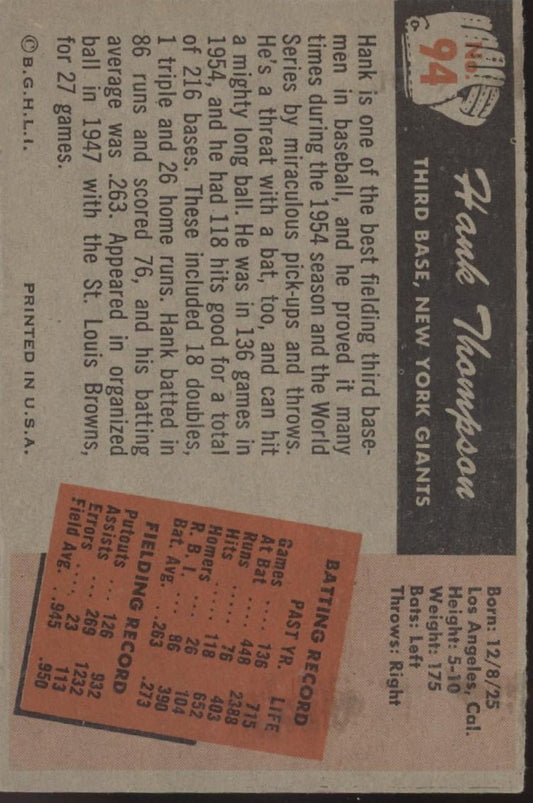 No. 94
Hank Thompson
THIRD BASE, NEW YORK GIANTS
Born: 12/8/25
Los Angeles, Cal.
Height: 5-10
Weight: 175
Bats: Left
Throws: Right
Hank is one of the best fielding third base-
men in baseball, and he proved it many
times during the 1954 season and the World
Series by miraculous pick-ups and throws.
He's a threat with a bat, too, and can hit
a mighty long ball. He was in 136 games in
1954, and he had 118 hits good for a total
of 216 bases. These included 18 doubles,
1 triple and 26 home runs. Hank batted in
86 runs and scored 76, and his batting
average was .263. Appeared in organized
ball in 1947 with the St. Louis Browns,
for 27 games.
© B.G.H.L.I. PRINTED IN U.S.A.
BATTING RECORD
PAST YR. LIFE
Games .... 136 715
At Bat .... 448 2388
Runs ...... 76 403
Hits ...... 118 652
Homers .... 26 104
R. B. I. .... 86 390
Bat. Avg. .. .263 .273
FIELDING RECORD
Putouts ... 126 932
Assists ... 269 1232
Errors .... 23 113
Field Avg. .. .945 .950